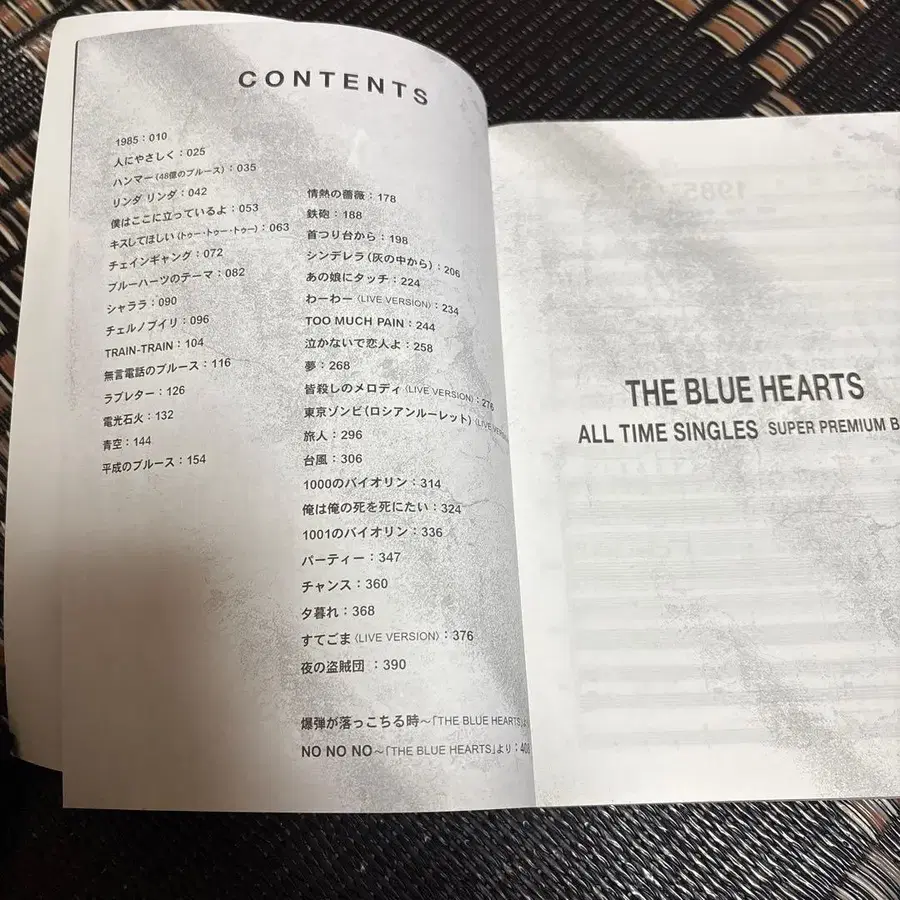 CONTENTS
1985：010
人にやさしく：025
ハンマー（48億のブルース）：035
リンダ リンダ：042
僕はここに立っているよ：053
キスしてほしい（トゥー・トゥー・トゥー）：063
チェインギャング：072
ブルーハーツのテーマ：082
シャララ：090
チェルノブイリ：096
TRAIN-TRAIN：104
無言電話のブルース：116
ラブレター：126
電光石火：132
青空：144
平成のブルース：154
情熱の薔薇：178
鉄砲：188
首つり台から：198
シンデレラ（灰の中から）：206
あの娘にタッチ：224
わーわー〈LIVE VERSION〉：234
TOO MUCH PAIN：244
泣かないで恋人よ：258
夢：268
皆殺しのメロディ〈LIVE VERSION〉：276
東京ゾンビ（ロシアンルーレット）〈LIVE VERSION
旅人：296
台風：306
1000のバイオリン：314
俺は俺の死を死にたい：324
1001のバイオリン：336
パーティー：347
チャンス：360
夕暮れ：368
すてごま〈LIVE VERSION〉：376
夜の盗賊団：390
爆弾が落っこちる時～「THE BLUE HEARTS」
NO NO NO～「THE BLUE HEARTS」より：408
THE BLUE HEARTS
ALL TIME SINGLES SUPER PREMIUM B